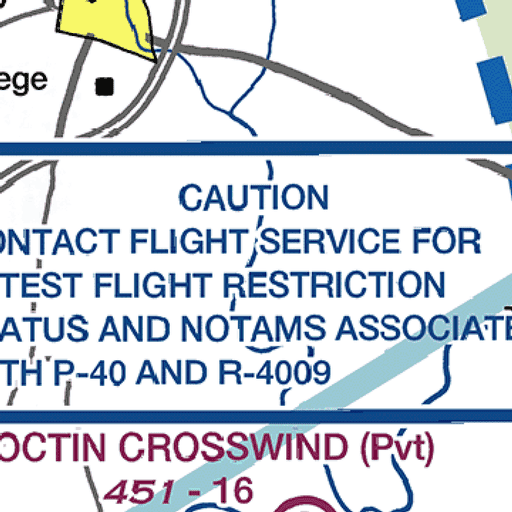 ege
CAUTION
ONTACT FLIGHT SERVICE FOR
TEST FLIGHT RESTRICTION
ATUS AND NOTAMS ASSOCIATE
TH P-40 AND R-4009
OCTIN CROSSWIND (Pvt)
451 - 16